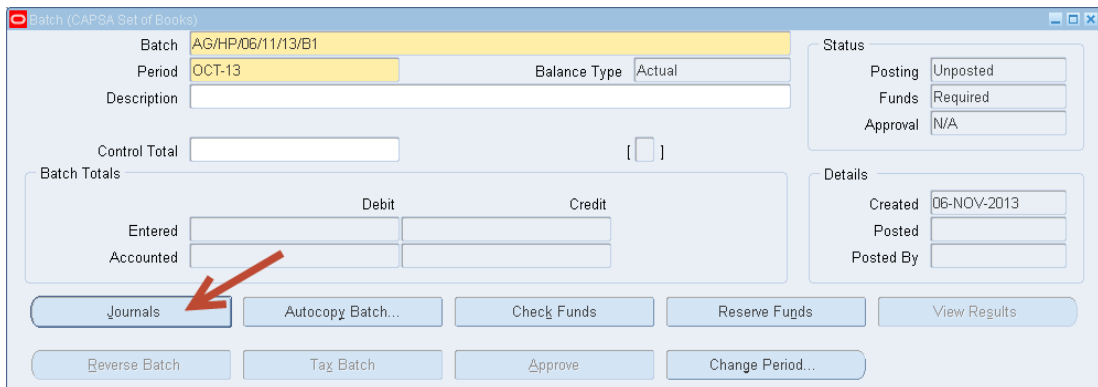 Batch (CAPSA Set of Books)
Batch AG/HP/06/11/13/B1
Period OCT-13 Balance Type Actual
Description
Control Total [ ]
Status
Posting Unposted
Funds Required
Approval N/A
Batch Totals
Debit Credit
Entered
Accounted
Details
Created 06-NOV-2013
Posted
Posted By
Journals Autocopy Batch... Check Funds Reserve Funds View Results
Reverse Batch Tax Batch Approve Change Period...